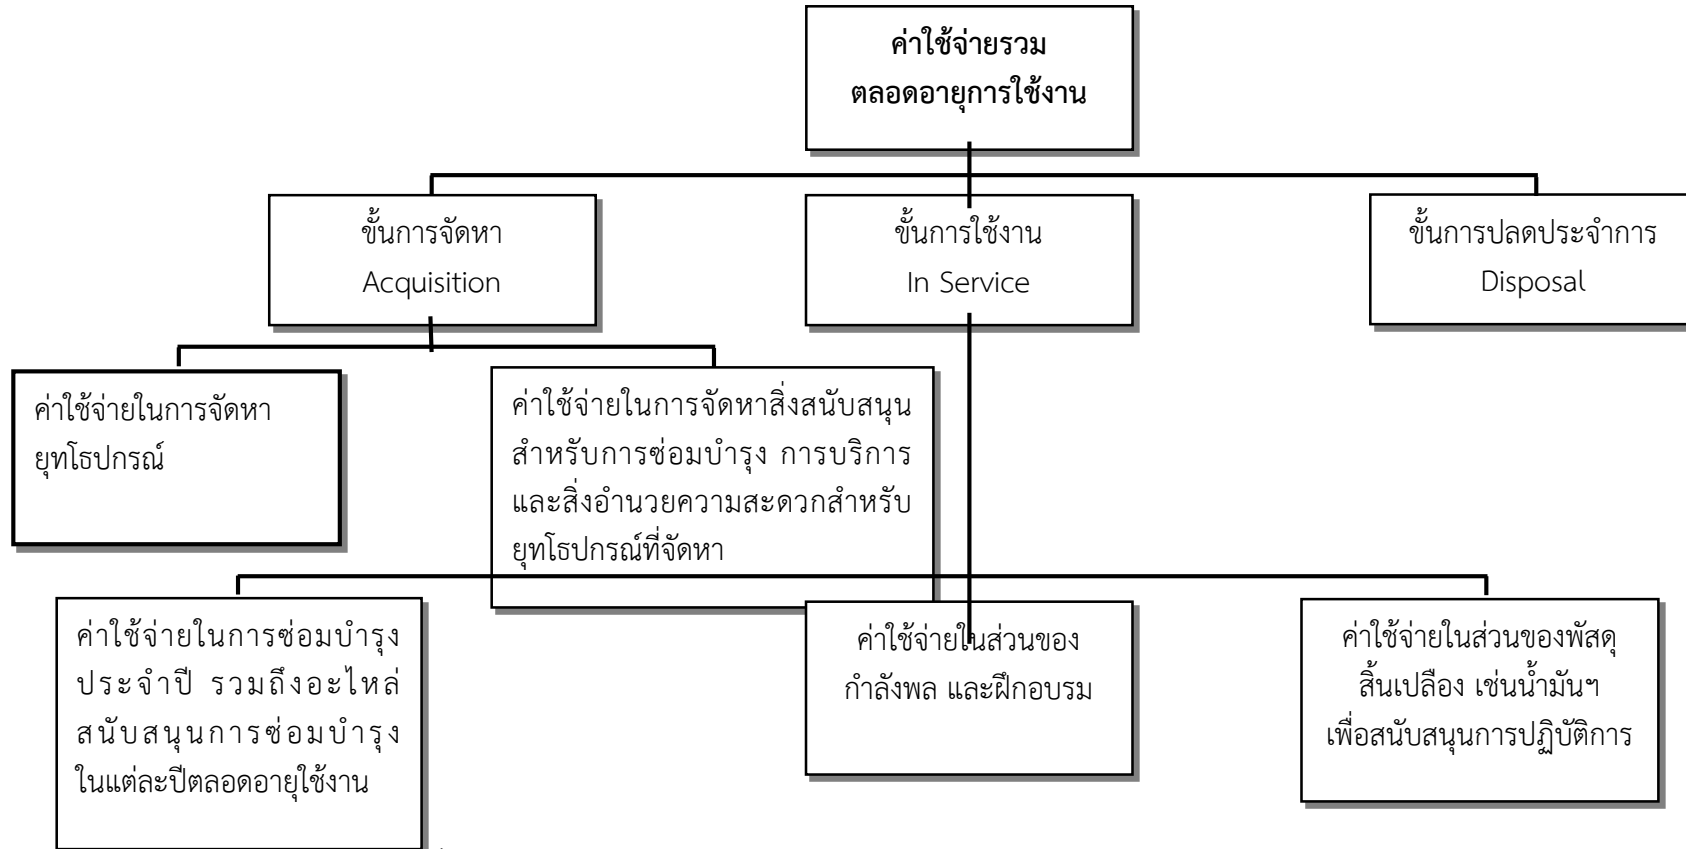 ค่าใช้จ่ายรวม
ตลอดอายุการใช้งาน
ขั้นการจัดหา
Acquisition
ขั้นการใช้งาน
In Service
ขั้นการปลดประจำการ
Disposal
ค่าใช้จ่ายในการจัดหา
ยุทโธปกรณ์
ค่าใช้จ่ายในการจัดหาสิ่งสนับสนุน
สำหรับการซ่อมบำรุง การบริการ
และสิ่งอำนวยความสะดวกสำหรับ
ยุทโธปกรณ์ที่จัดหา
ค่าใช้จ่ายในการซ่อมบำรุง
ประจำปี รวมถึงอะไหล่
สนับสนุนการซ่อมบำรุง
ในแต่ละปีตลอดอายุใช้งาน
ค่าใช้จ่ายในส่วนของ
กำลังพล และฝึกอบรม
ค่าใช้จ่ายในส่วนของพัสดุ
สิ้นเปลือง เช่นน้ำมันฯ
เพื่อสนับสนุนการปฏิบัติการ